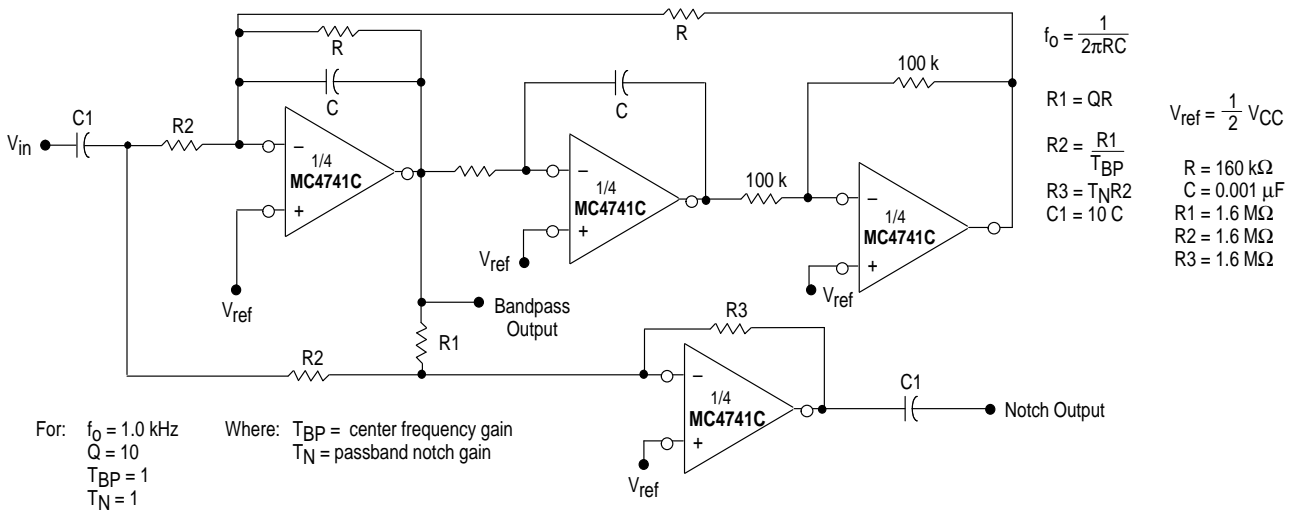 R
R
C
C
100 k
C1
V_in
R2
–
+
1/4
MC4741C
V_ref
–
+
1/4
MC4741C
V_ref
100 k
–
+
1/4
MC4741C
V_ref
Bandpass
Output
R1
R2
R3
–
+
1/4
MC4741C
V_ref
C1
Notch Output
f_o = 1/2πRC
R1 = QR
R2 = R1/T_BP
R3 = T_N R2
C1 = 10 C
V_ref = 1/2 V_CC
R = 160 kΩ
C = 0.001 µF
R1 = 1.6 MΩ
R2 = 1.6 MΩ
R3 = 1.6 MΩ
For: f_o = 1.0 kHz
Q = 10
T_BP = 1
T_N = 1
Where: T_BP = center frequency gain
T_N = passband notch gain